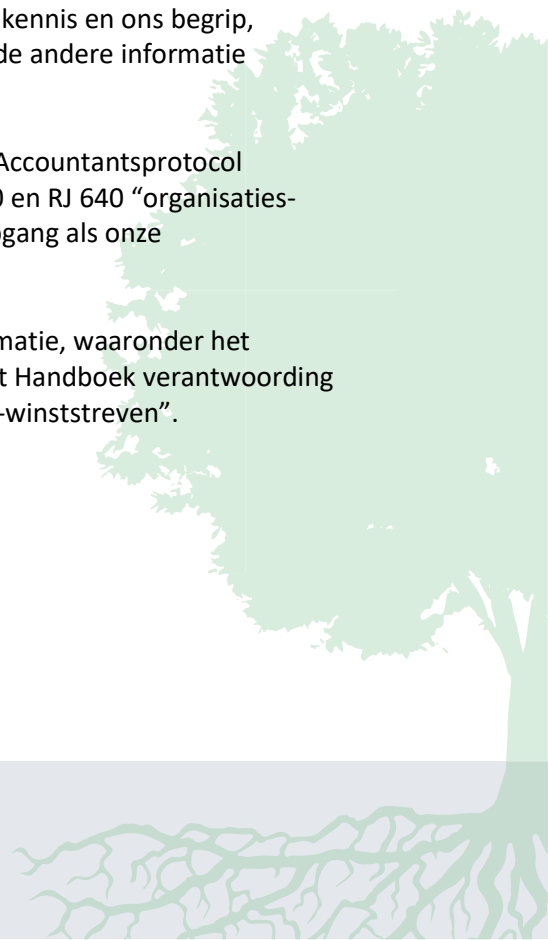 kennis en ons begrip,
de andere informatie
Accountantsprotocol
en RJ 640 “organisaties-
ogang als onze
matie, waaronder het
t Handboek verantwoording
-winststreven”.